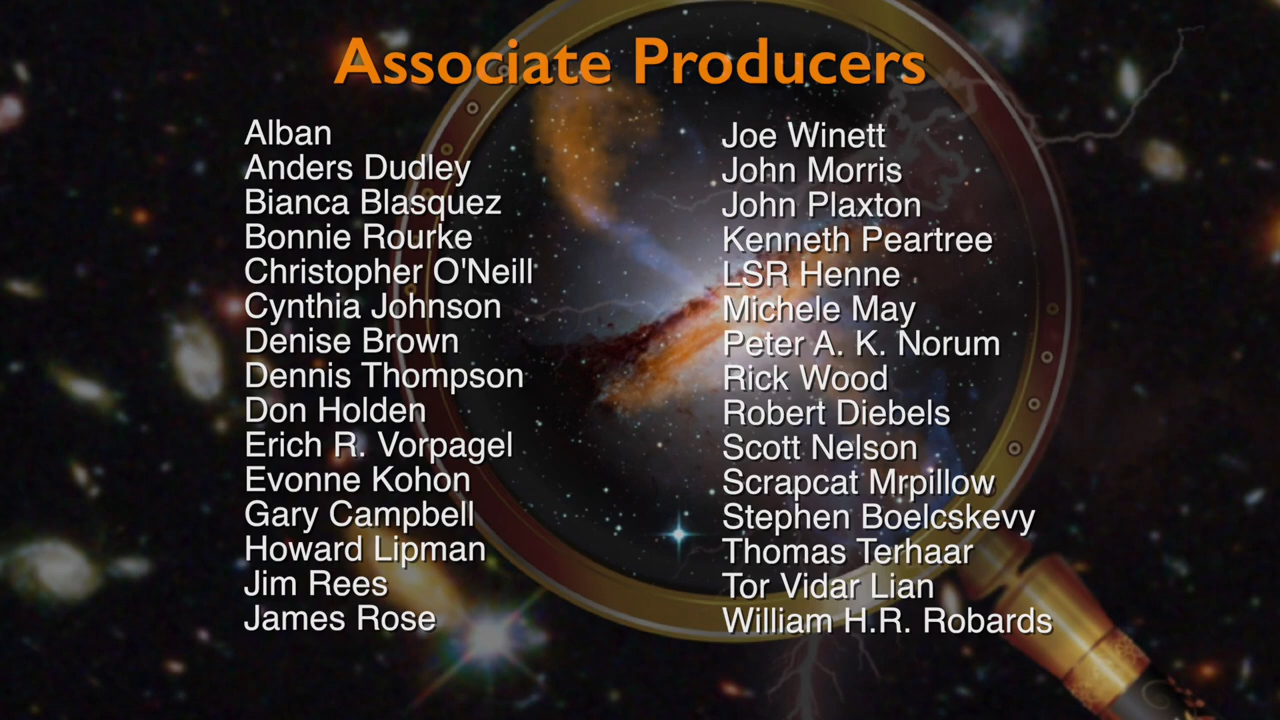 Associate Producers
Alban
Anders Dudley
Bianca Blasquez
Bonnie Rourke
Christopher O'Neill
Cynthia Johnson
Denise Brown
Dennis Thompson
Don Holden
Erich R. Vorpagel
Evonne Kohon
Gary Campbell
Howard Lipman
Jim Rees
James Rose
Joe Winett
John Morris
John Plaxton
Kenneth Peartree
LSR Henne
Michele May
Peter A. K. Norum
Rick Wood
Robert Diebels
Scott Nelson
Scrapcat Mrpillow
Stephen Boelcskevy
Thomas Terhaar
Tor Vidar Lian
William H.R. Robards